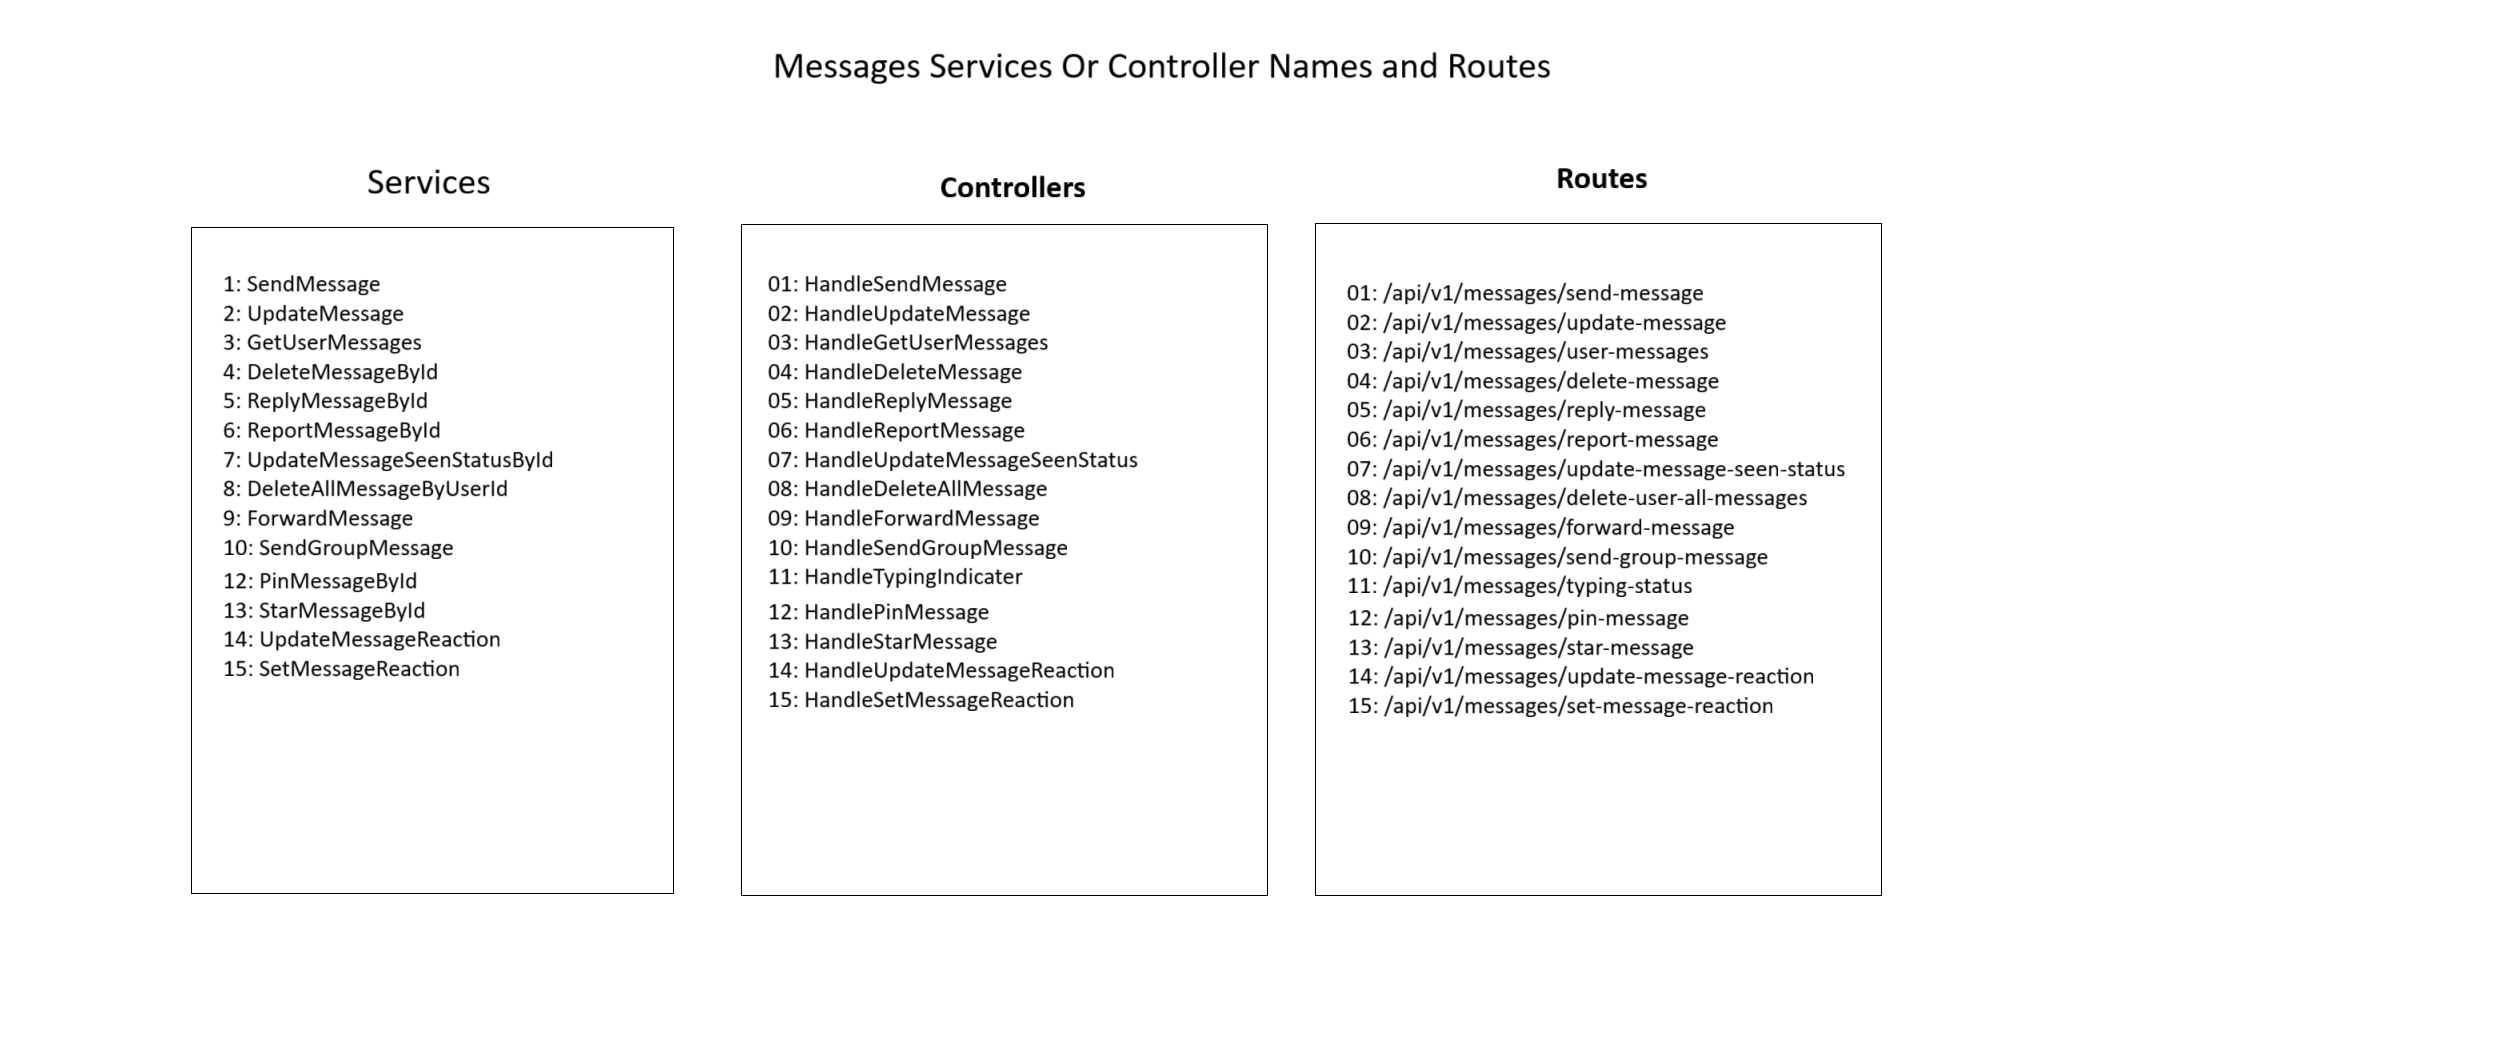 Messages Services Or Controller Names and Routes
Services
1: SendMessage
2: UpdateMessage
3: GetUserMessages
4: DeleteMessageById
5: ReplyMessageById
6: ReportMessageById
7: UpdateMessageSeenStatusById
8: DeleteAllMessageByUserId
9: ForwardMessage
10: SendGroupMessage
12: PinMessageById
13: StarMessageById
14: UpdateMessageReaction
15: SetMessageReaction
Controllers
01: HandleSendMessage
02: HandleUpdateMessage
03: HandleGetUserMessages
04: HandleDeleteMessage
05: HandleReplyMessage
06: HandleReportMessage
07: HandleUpdateMessageSeenStatus
08: HandleDeleteAllMessage
09: HandleForwardMessage
10: HandleSendGroupMessage
11: HandleTypingIndicater
12: HandlePinMessage
13: HandleStarMessage
14: HandleUpdateMessageReaction
15: HandleSetMessageReaction
Routes
01: /api/v1/messages/send-message
02: /api/v1/messages/update-message
03: /api/v1/messages/user-messages
04: /api/v1/messages/delete-message
05: /api/v1/messages/reply-message
06: /api/v1/messages/report-message
07: /api/v1/messages/update-message-seen-status
08: /api/v1/messages/delete-user-all-messages
09: /api/v1/messages/forward-message
10: /api/v1/messages/send-group-message
11: /api/v1/messages/typing-status
12: /api/v1/messages/pin-message
13: /api/v1/messages/star-message
14: /api/v1/messages/update-message-reaction
15: /api/v1/messages/set-message-reaction